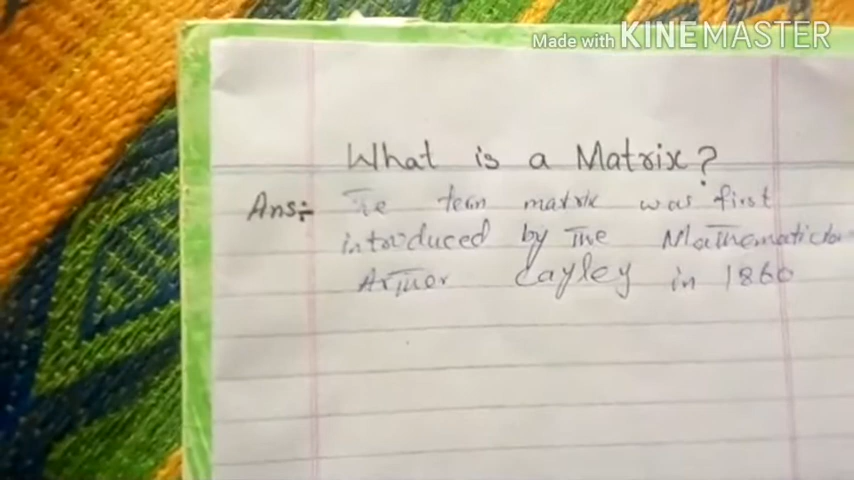 Made with KINEMASTER
What is a Matrix?
Ans:- The term matrix was first
introduced by The Mathematician
Arthur Cayley in 1860